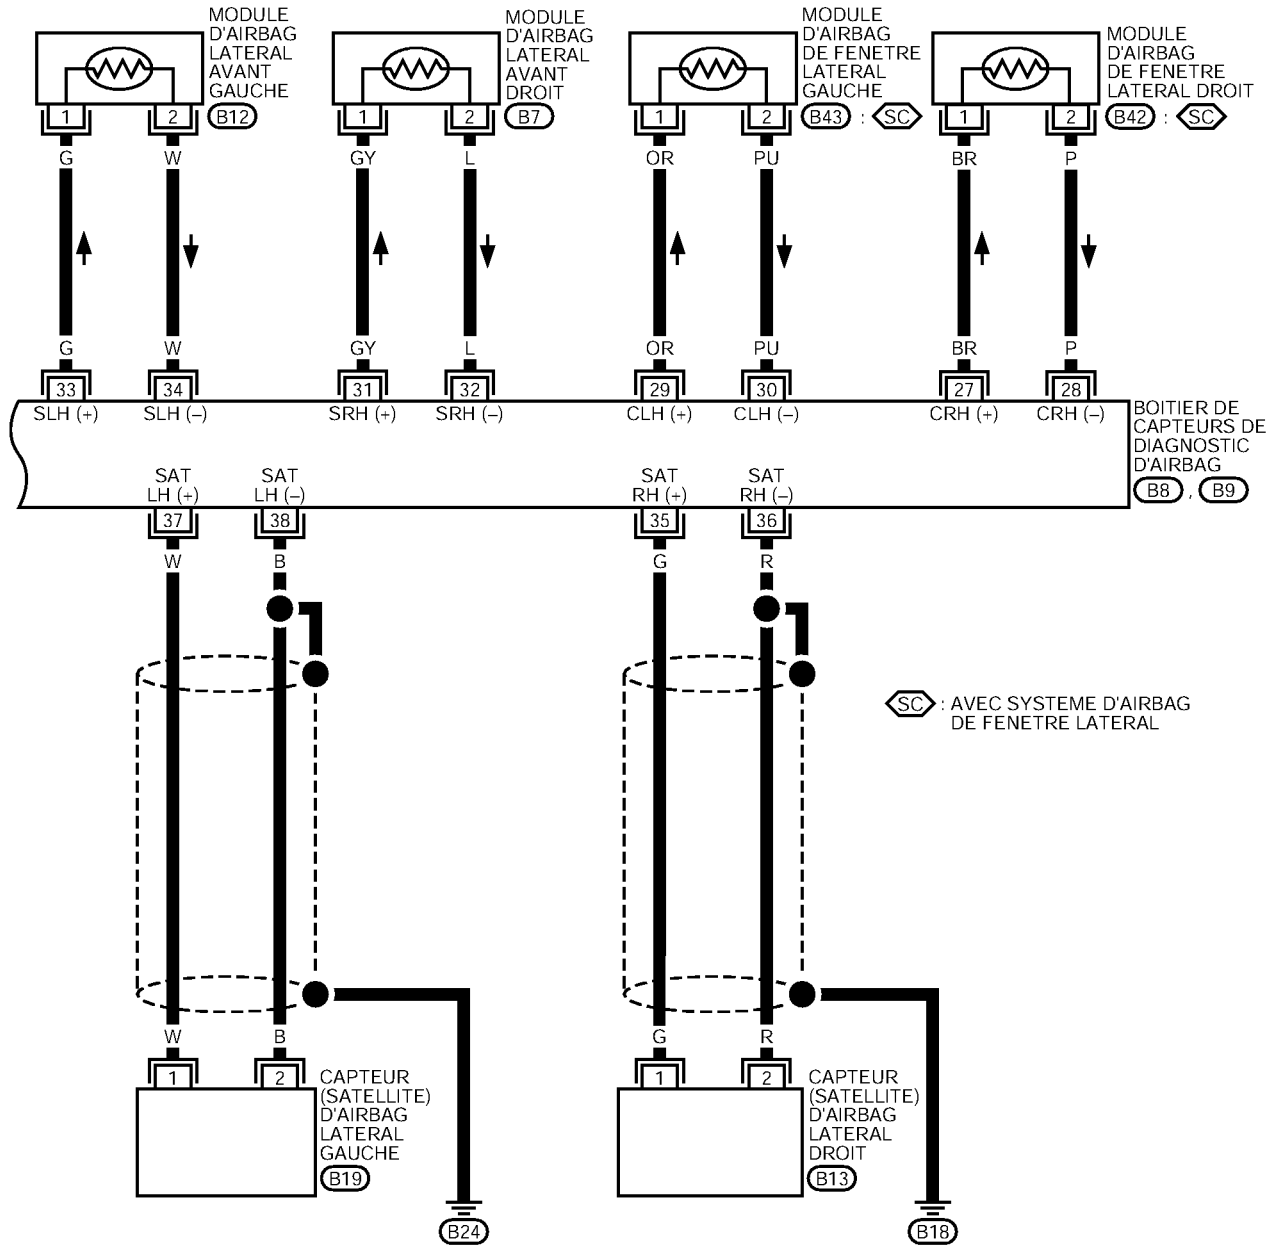 MODULE
D'AIRBAG
LATERAL
AVANT
GAUCHE
B12
MODULE
D'AIRBAG
LATERAL
AVANT
DROIT
B7
MODULE
D'AIRBAG
DE FENETRE
LATERAL
GAUCHE
B43 : SC
MODULE
D'AIRBAG
DE FENETRE
LATERAL DROIT
B42 : SC
1 2 1 2 1 2 1 2
G W GY L OR PU BR P
G W GY L OR PU BR P
33 34 31 32 29 30 27 28
SLH (+) SLH (–) SRH (+) SRH (–) CLH (+) CLH (–) CRH (+) CRH (–)
BOITIER DE
CAPTEURS DE
DIAGNOSTIC
D'AIRBAG
B8 , B9
SAT SAT SAT SAT
LH (+) LH (–) RH (+) RH (–)
37 38 35 36
W B G R
SC : AVEC SYSTEME D'AIRBAG
DE FENETRE LATERAL
W B G R
1 2 1 2
CAPTEUR
(SATELLITE)
D'AIRBAG
LATERAL
GAUCHE
B19
CAPTEUR
(SATELLITE)
D'AIRBAG
LATERAL
DROIT
B13
B24 B18